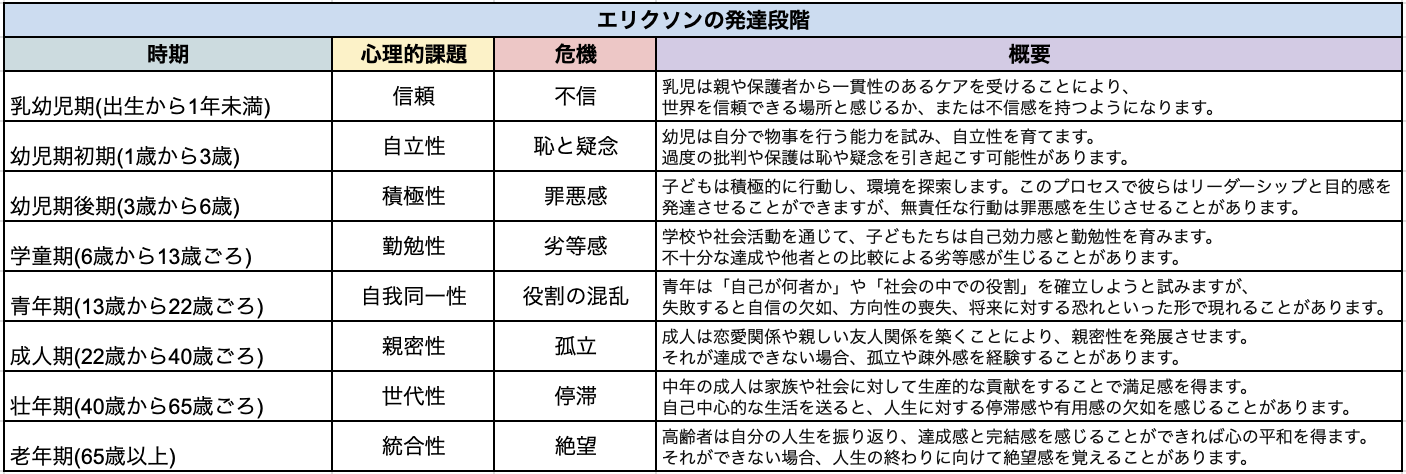 エリクソンの発達段階
時期 心理的課題 危機 概要
乳幼児期(出生から1年未満) 信頼 不信 乳児は親や保護者から一貫性のあるケアを受けることにより、
世界を信頼できる場所と感じるか、または不信感を持つようになります。
幼児期初期(1歳から3歳) 自立性 恥と疑念 幼児は自分で物事を行う能力を試み、自立性を育てます。
過度の批判や保護は恥や疑念を引き起こす可能性があります。
幼児期後期(3歳から6歳) 積極性 罪悪感 子どもは積極的に行動し、環境を探索します。このプロセスで彼らはリーダーシップと目的感を
発達させることができますが、無責任な行動は罪悪感を生じさせることがあります。
学童期(6歳から13歳ごろ) 勤勉性 劣等感 学校や社会活動を通じて、子どもたちは自己効力感と勤勉性を育みます。
不十分な達成や他者との比較による劣等感が生じることがあります。
青年期(13歳から22歳ごろ) 自我同一性 役割の混乱 青年は「自己が何者か」や「社会の中での役割」を確立しようと試みますが、
失敗すると自信の欠如、方向性の喪失、将来に対する恐れといった形で現れることがあります。
成人期(22歳から40歳ごろ) 親密性 孤立 成人は恋愛関係や親しい友人関係を築くことにより、親密性を発展させます。
それが達成できない場合、孤立や疎外感を経験することがあります。
壮年期(40歳から65歳ごろ) 世代性 停滞 中年の成人は家族や社会に対して生産的な貢献をすることで満足感を得ます。
自己中心的な生活を送ると、人生に対する停滞感や有用感の欠如を感じることがあります。
老年期(65歳以上) 統合性 絶望 高齢者は自分の人生を振り返り、達成感と完結感を感じることができれば心の平和を得ます。
それができない場合、人生の終わりに向けて絶望感を覚えることがあります。